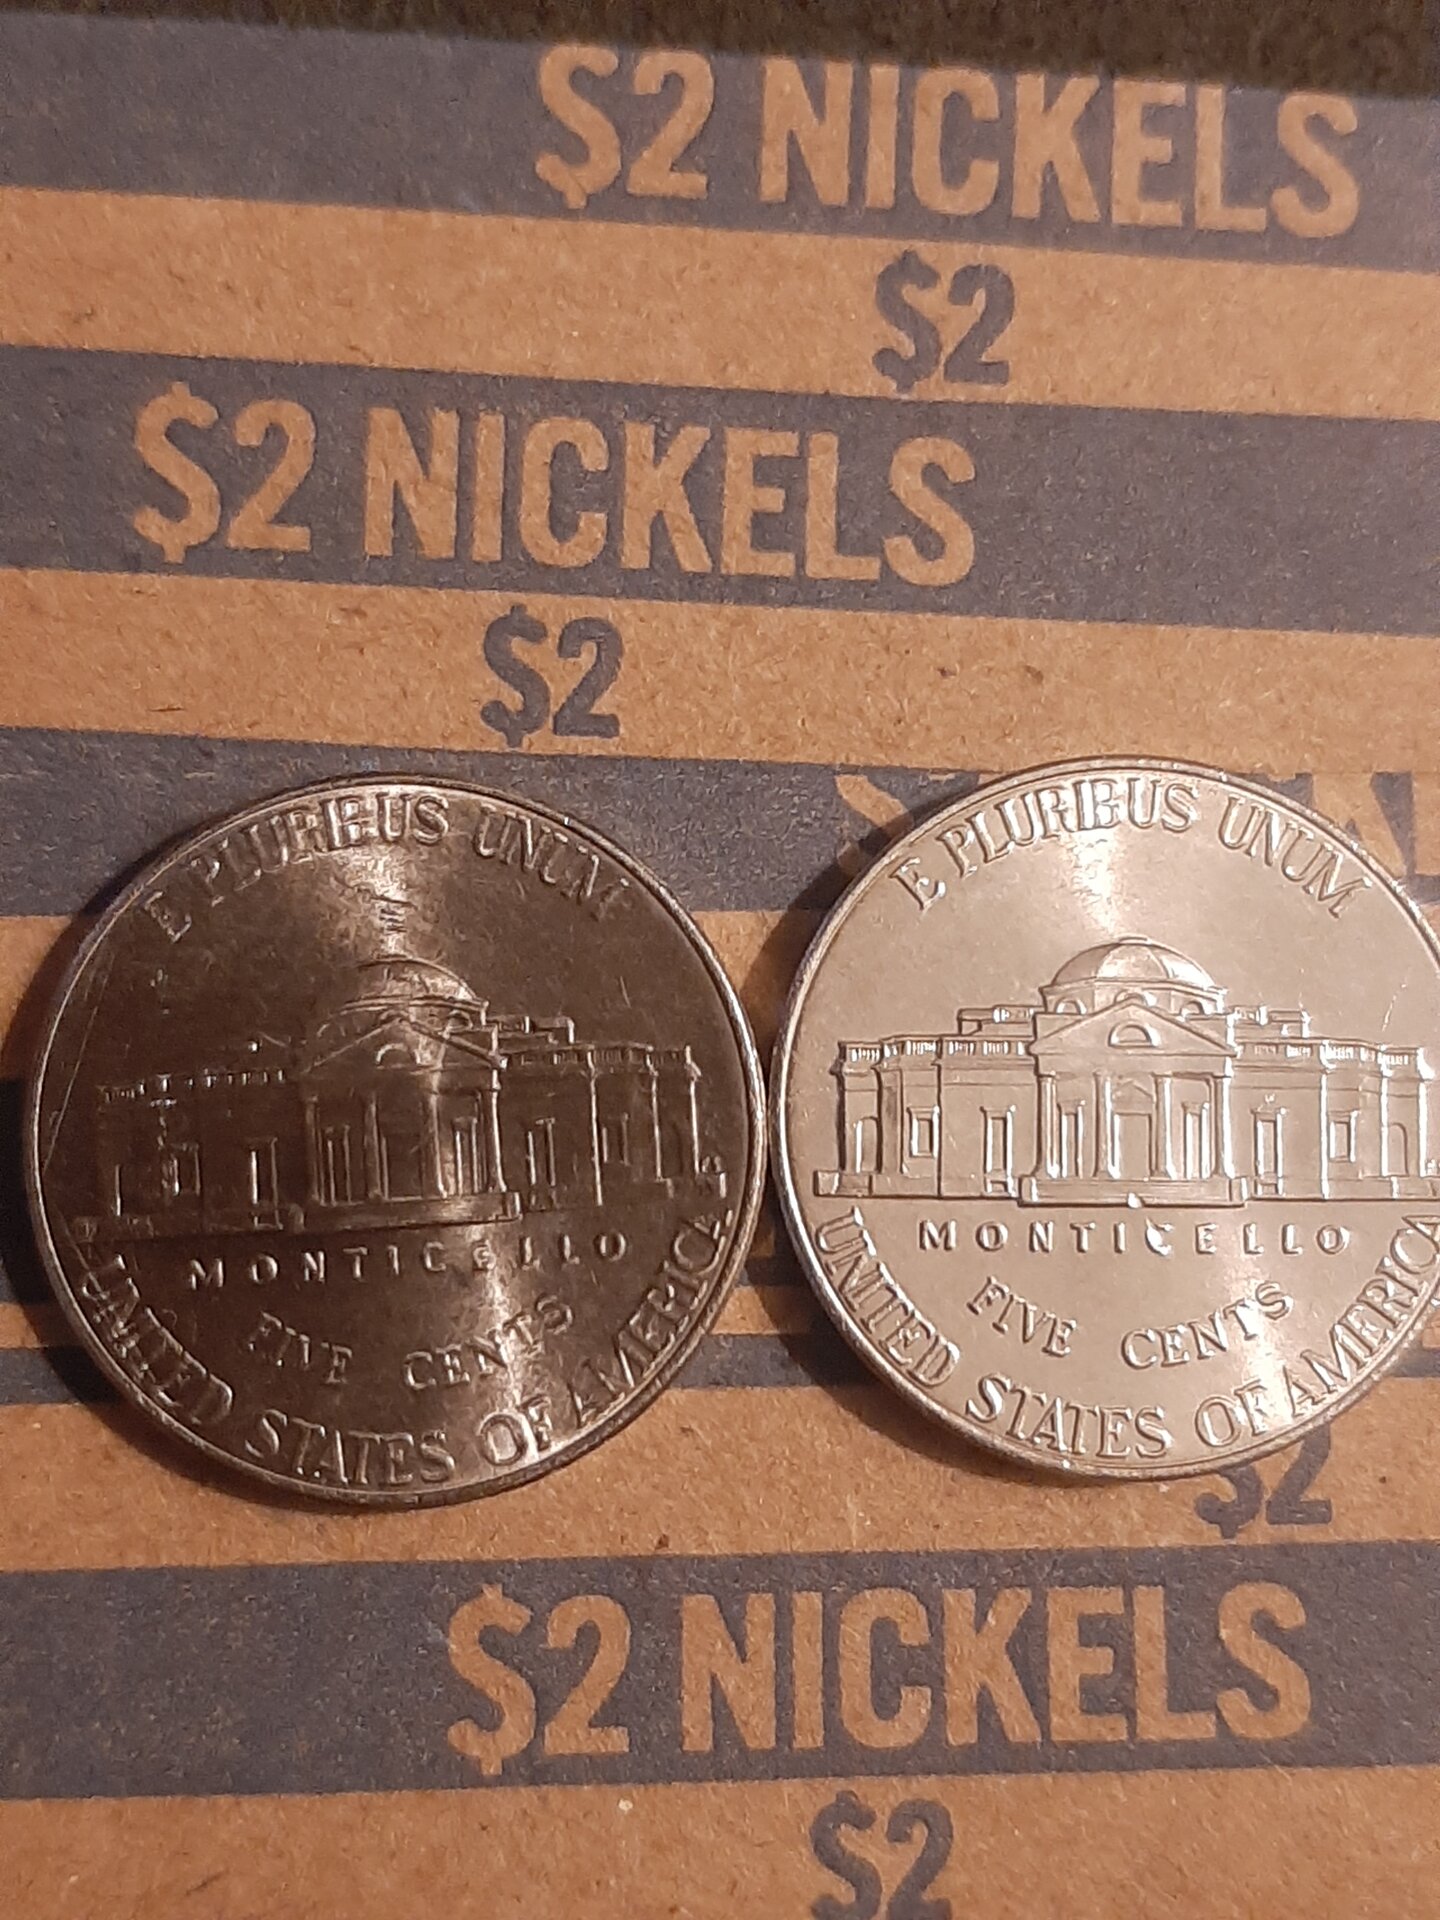 $2 NICKELS
$2
$2 NICKELS
$2
E PLURIBUS UNUM
MONTICELLO
FIVE CENTS
UNITED STATES OF AMERICA
E PLURIBUS UNUM
MONTICELLO
FIVE CENTS
UNITED STATES OF AMERICA
$2
$2 NICKELS
$2